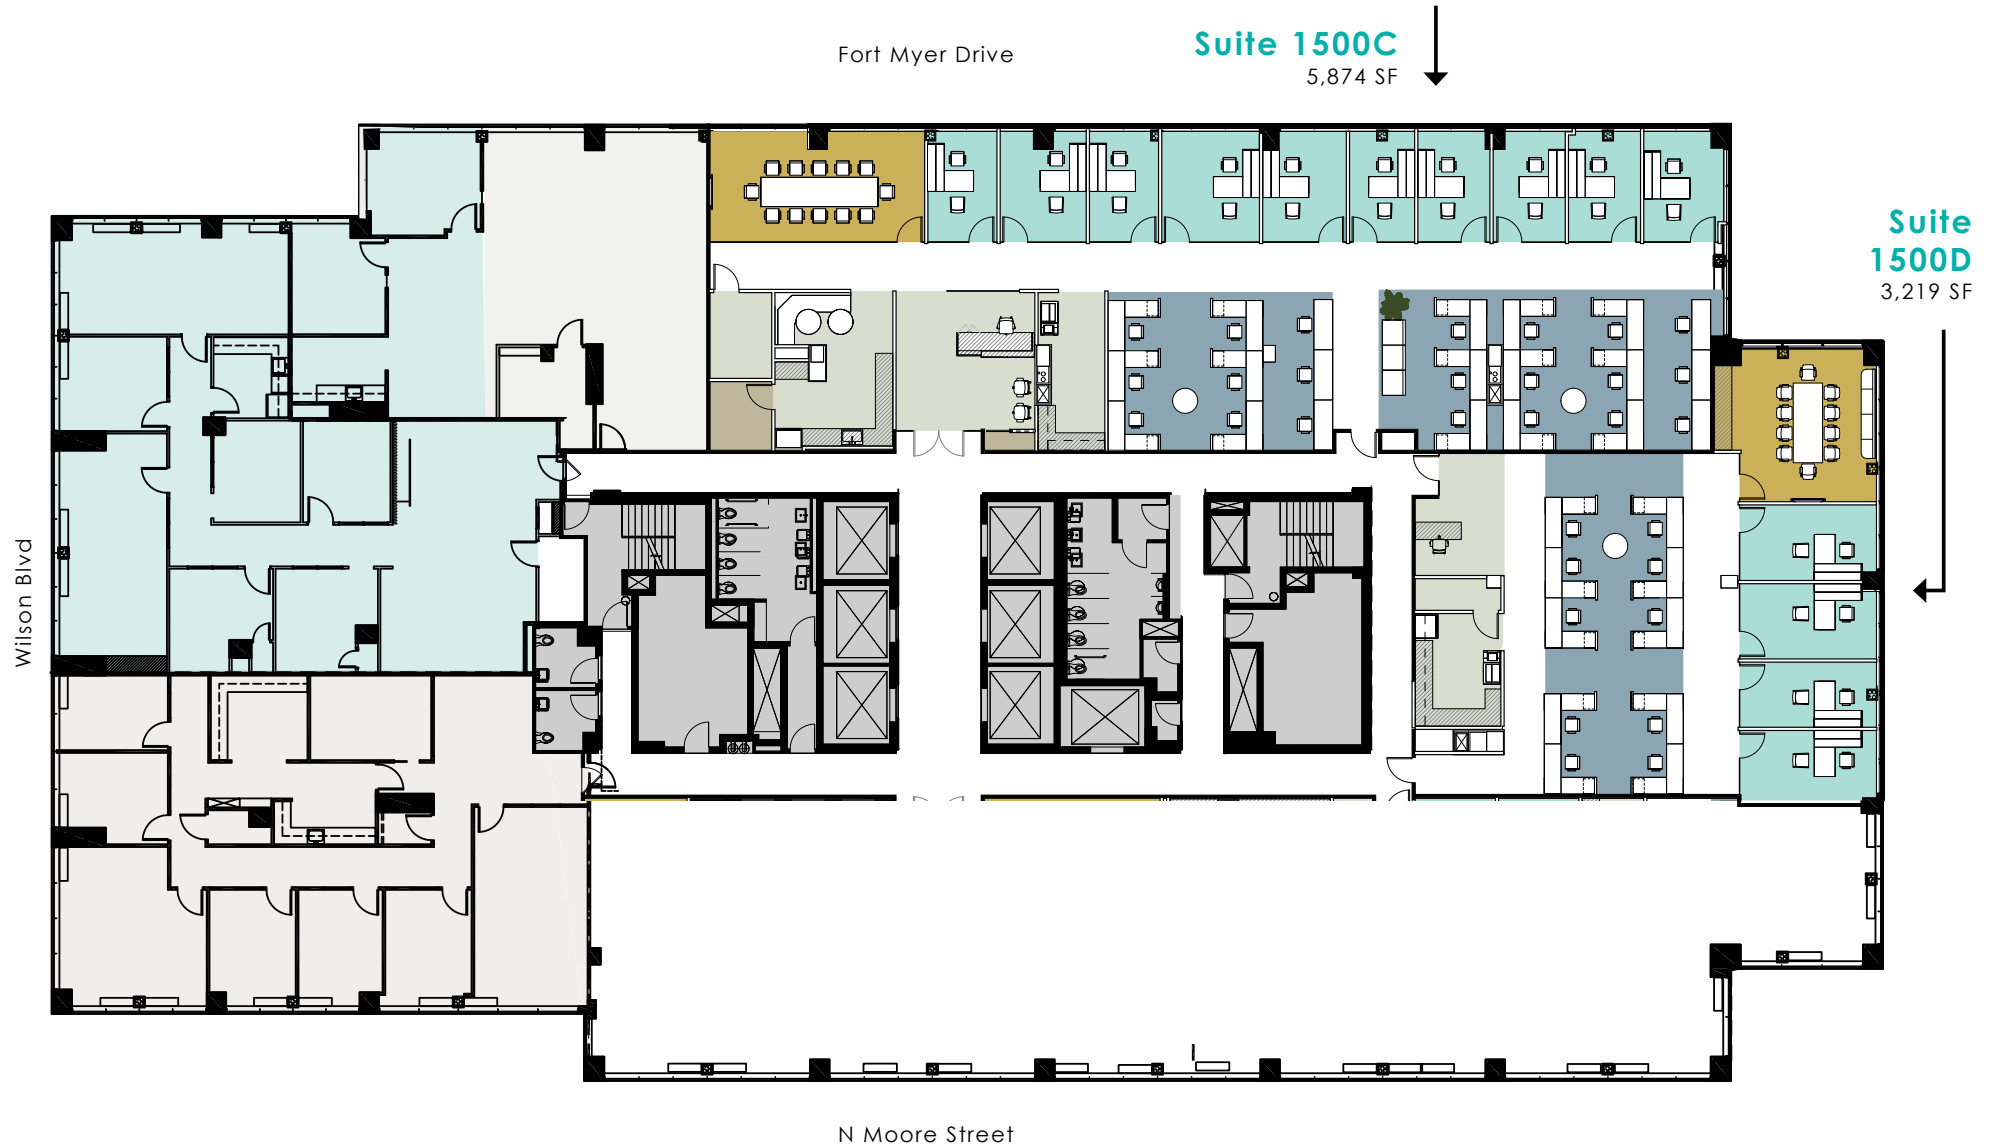 Fort Myer Drive
Suite 1500C
5,874 SF
Suite
1500D
3,219 SF
Wilson Blvd
N Moore Street